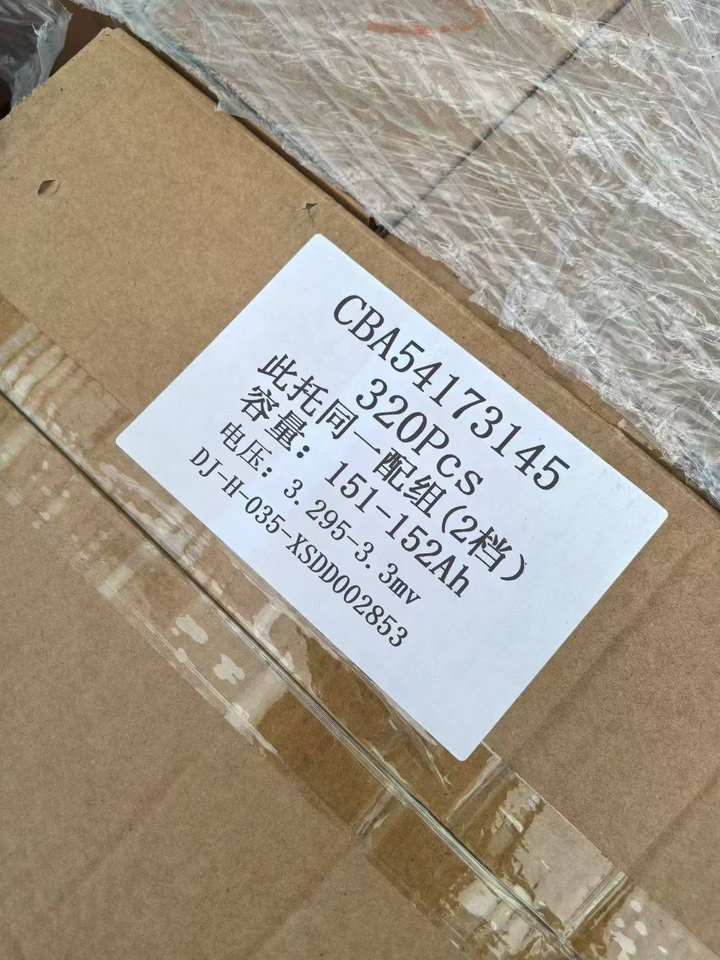 CBA54173145
320Pcs
此托同一配组(2档)
容量: 151-152Ah
电压: 3.295-3.3mv
DJ-H-035-XSDD002853